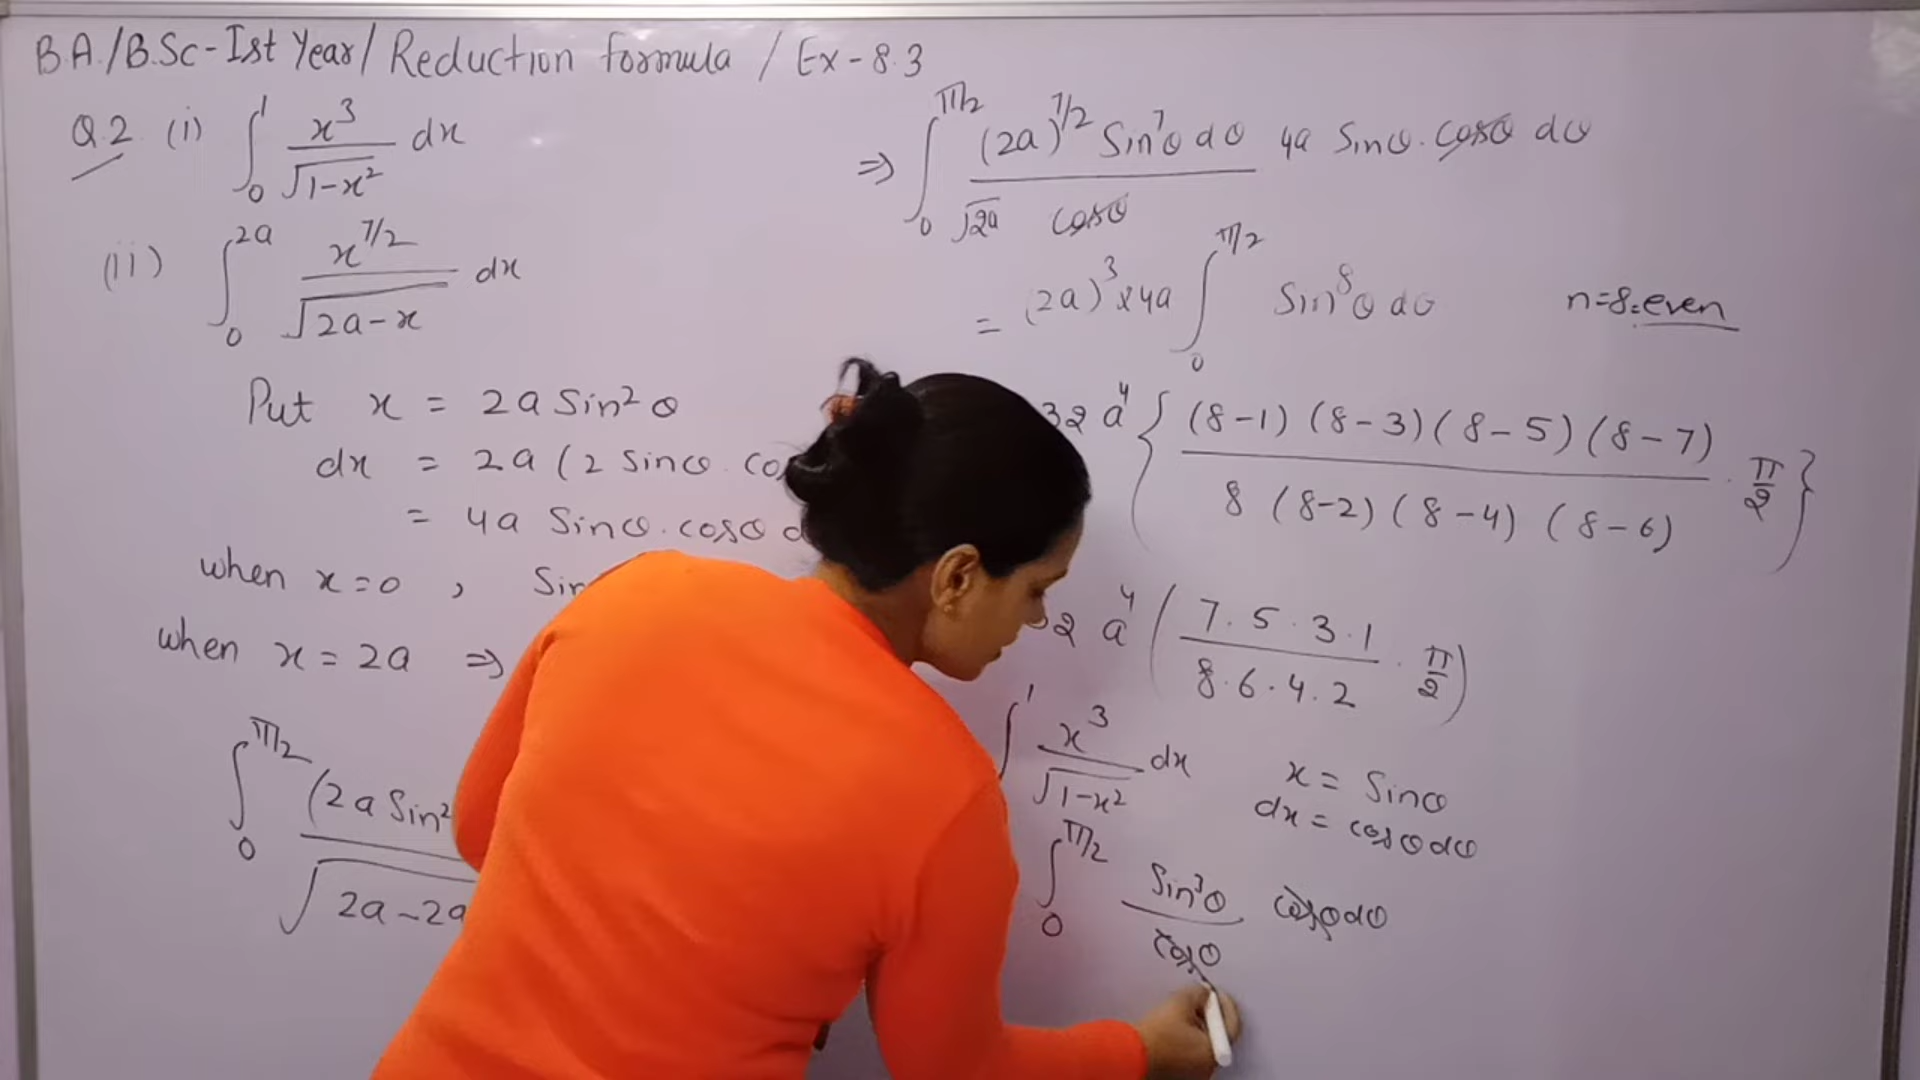 B.A./B.Sc-Ist Year/ Reduction formula / Ex-8.3
Q.2 (i) ∫₀¹ x³/√(1-x²) dx
(ii) ∫₀^2a x^7/2/√(2a-x) dx
Put x = 2a Sin²θ
dx = 2a (2 Sinθ. Co
= 4a Sinθ.cosθ d
when x=0 , Sin
when x = 2a ⇒
∫₀^π/2 (2a Sin²
√2a-2a
⇒ ∫₀^π/2 (2a)^7/2 Sin⁷θ dθ / √2a cosθ 4a Sinθ. cosθ dθ
= (2a)³ x 4a ∫₀^π/2 Sin⁸θ dθ n=8=even
32 a⁴ { (8-1) (8-3) (8-5) (8-7) / 8 (8-2) (8-4) (8-6) . π/2 }
32 a⁴ ( 7.5.3.1 / 8.6.4.2 . π/2 )
∫¹ x³/√(1-x²) dx x = Sinθ
dx = cosθdθ
∫₀^π/2 Sin³θ/cosθ cosθdθ